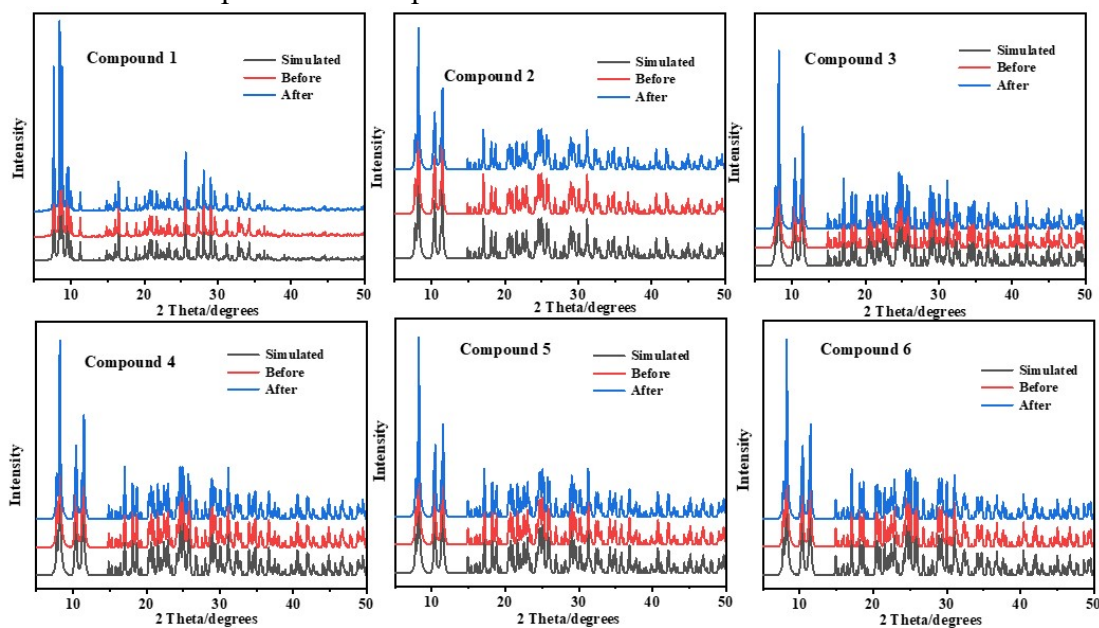 Compound 1
Simulated
Before
After
Intensity
10 20 30 40 50
2 Theta/degrees
Compound 2
Simulated
Before
After
Intensity
10 20 30 40 50
2 Theta/degrees
Compound 3
Simulated
Before
After
Intensity
10 20 30 40 50
2 Theta/degrees
Compound 4
Simulated
Before
After
Intensity
10 20 30 40 50
2 Theta/degrees
Compound 5
Simulated
Before
After
Intensity
10 20 30 40 50
2 Theta/degrees
Compound 6
Simulated
Before
After
Intensity
10 20 30 40 50
2 Theta/degrees